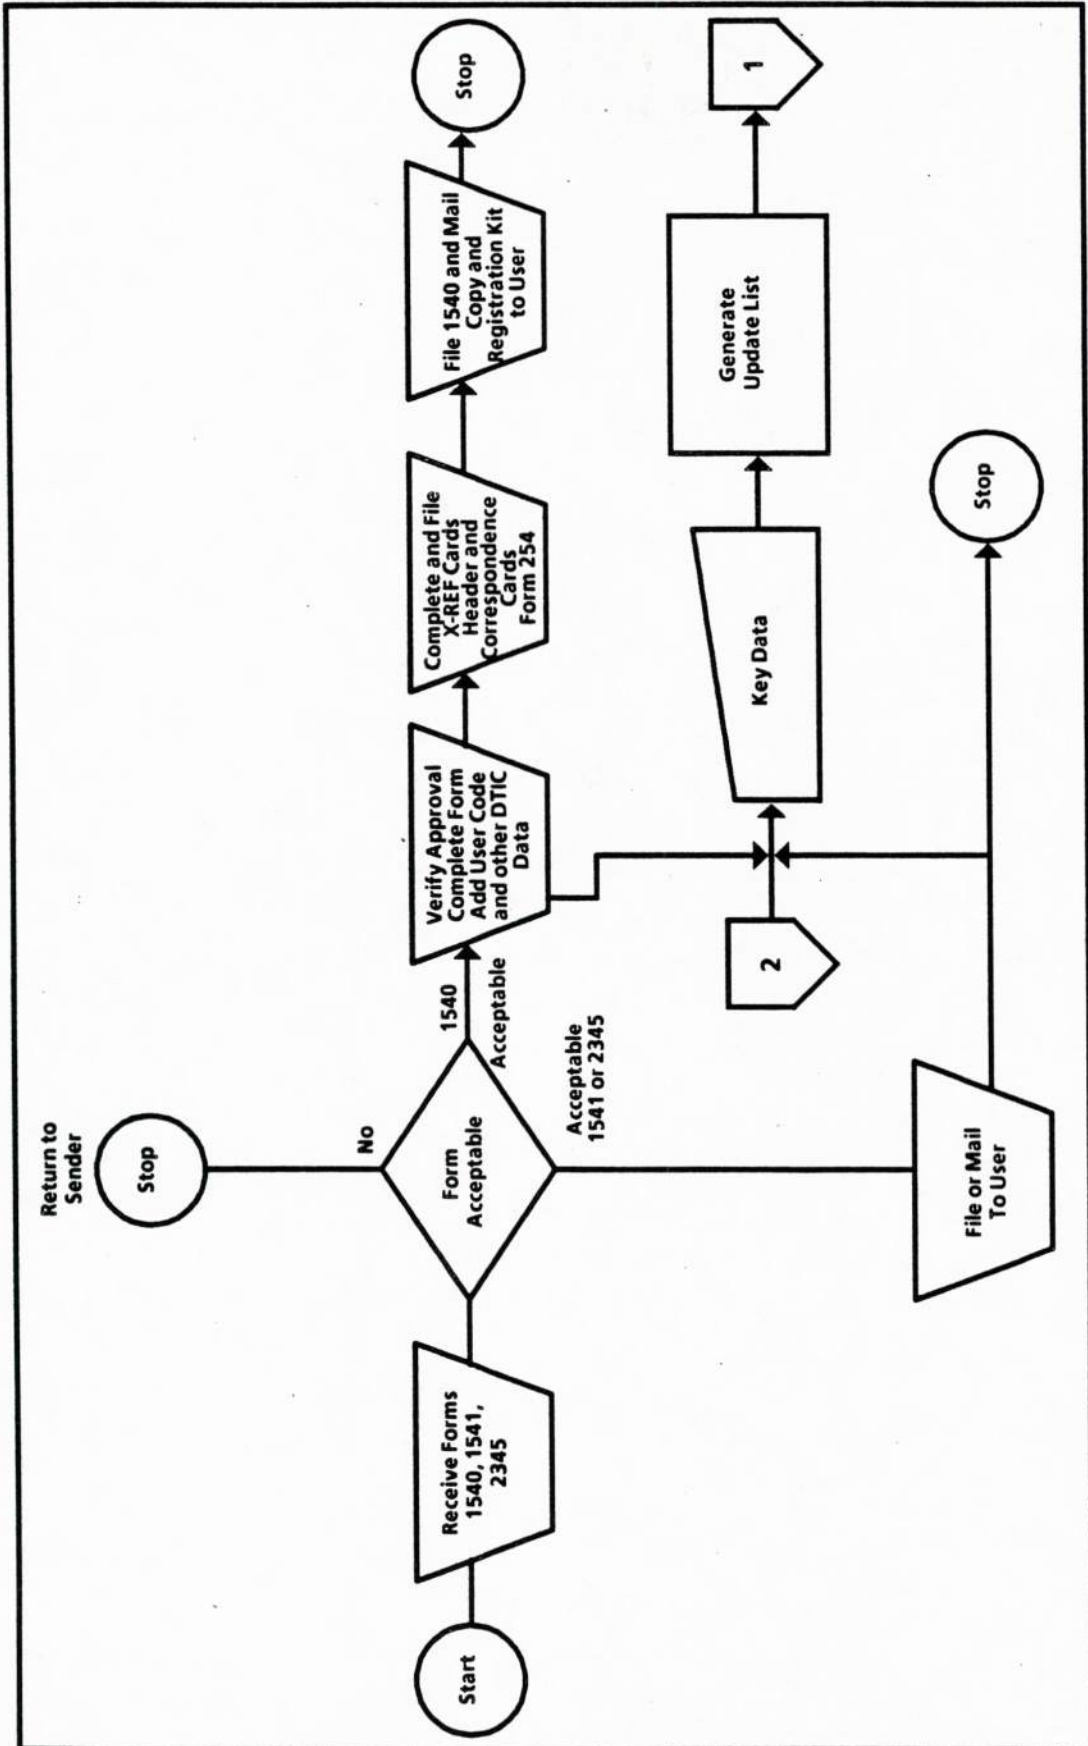 Start
Receive Forms
1540, 1541,
2345
Form
Acceptable
No
Return to
Sender
Stop
1540
Acceptable
Verify Approval
Complete Form
Add User Code
and other DTIC
Data
Complete and File
X-REF Cards
Header and
Correspondence
Cards
Form 254
File 1540 and Mail
Copy and
Registration Kit
to User
Stop
Acceptable
1541 or 2345
File or Mail
To User
Stop
2
Key Data
Generate
Update List
1